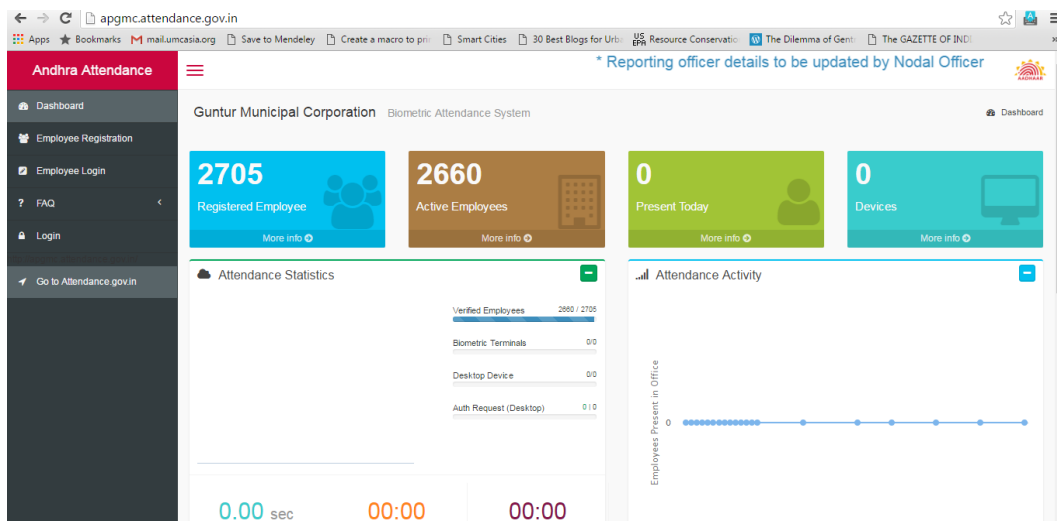 apgmc.attendance.gov.in
Apps Bookmarks mail.umcasia.org Save to Mendeley Create a macro to pri Smart Cities 30 Best Blogs for Urb US EPA Resource Conservatio The Dilemma of Gent The GAZETTE OF IND
Andhra Attendance
* Reporting officer details to be updated by Nodal Officer
AADHAAR
Dashboard
Employee Registration
Employee Login
? FAQ
Login
Go to Attendance.gov.in
Guntur Municipal Corporation Biometric Attendance System
Dashboard
2705
Registered Employee
More info
2660
Active Employees
More info
0
Present Today
More info
0
Devices
More info
Attendance Statistics
Verified Employees 2660 / 2705
Biometric Terminals 0/0
Desktop Device 0/0
Auth Request (Desktop) 0 | 0
0.00 sec 00:00 00:00
Attendance Activity
Employees Present in Office
0